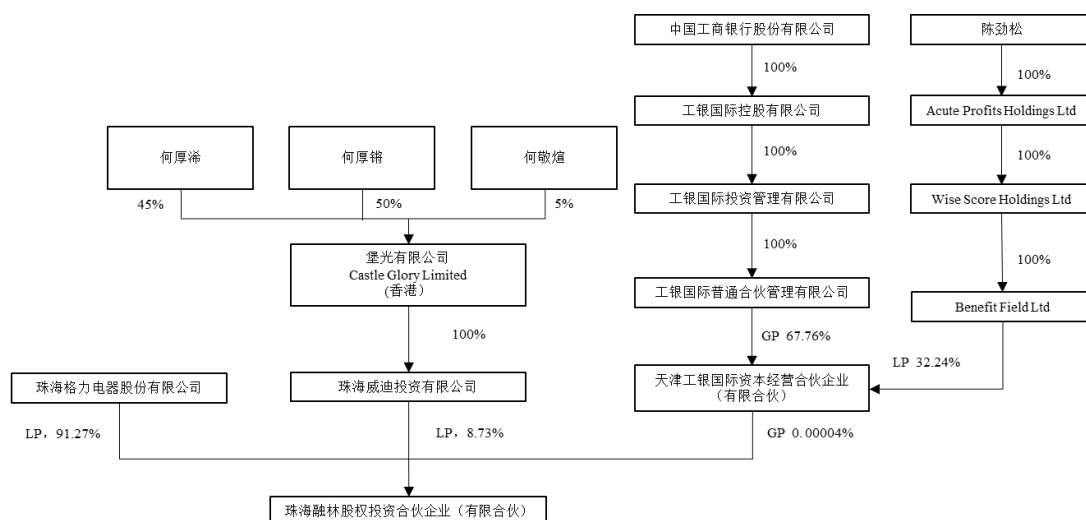 中国工商银行股份有限公司
陈劲松
100%
100%
工银国际控股有限公司
Acute Profits Holdings Ltd
何厚浠
何厚锵
何敬煊
100%
100%
45%
50%
5%
工银国际投资管理有限公司
Wise Score Holdings Ltd
堡光有限公司
Castle Glory Limited
(香港）
100%
100%
工银国际普通合伙管理有限公司
Benefit Field Ltd
100%
GP 67.76%
LP 32.24%
珠海格力电器股份有限公司
珠海威迪投资有限公司
天津工银国际资本经营合伙企业
（有限合伙）
LP，91.27%
LP，8.73%
GP 0.00004%
珠海融林股权投资合伙企业（有限合伙）